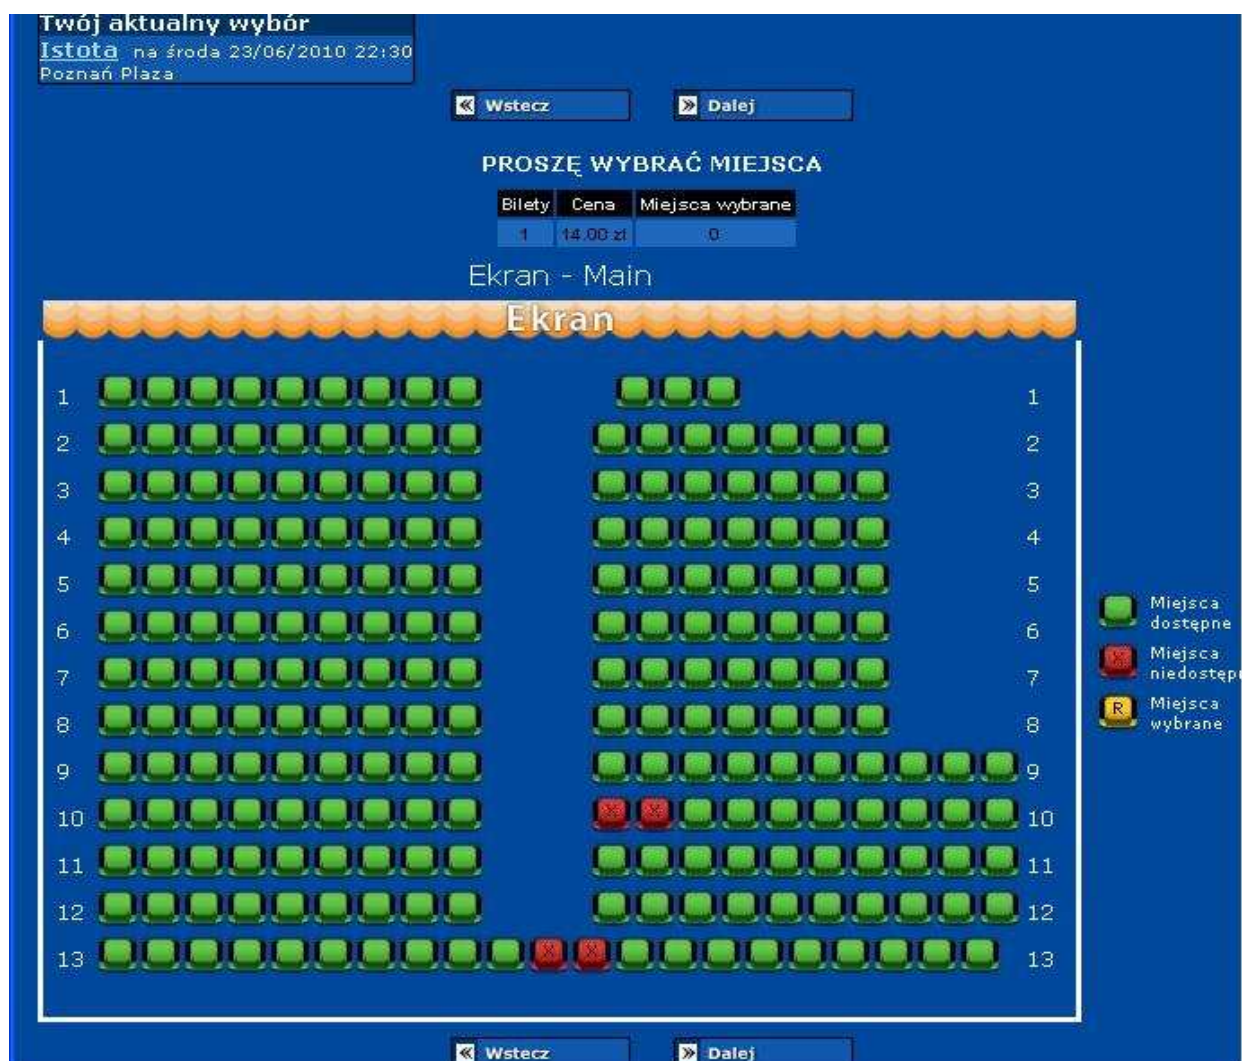 Twój aktualny wybór
Istota na środa 23/06/2010 22:30
Poznań Plaza
Wstecz Dalej
PROSZĘ WYBRAĆ MIEJSCA
Bilety Cena Miejsca wybrane
1 14.00 zł 0
Ekran - Main
Ekran
1 1
2 2
3 3
4 4
5 5
6 6
7 7
8 8
9 9
10 X X 10
11 11
12 12
13 X X 13
Miejsca
dostępne
X Miejsca
niedostęp
R Miejsca
wybrane
Wstecz Dalej